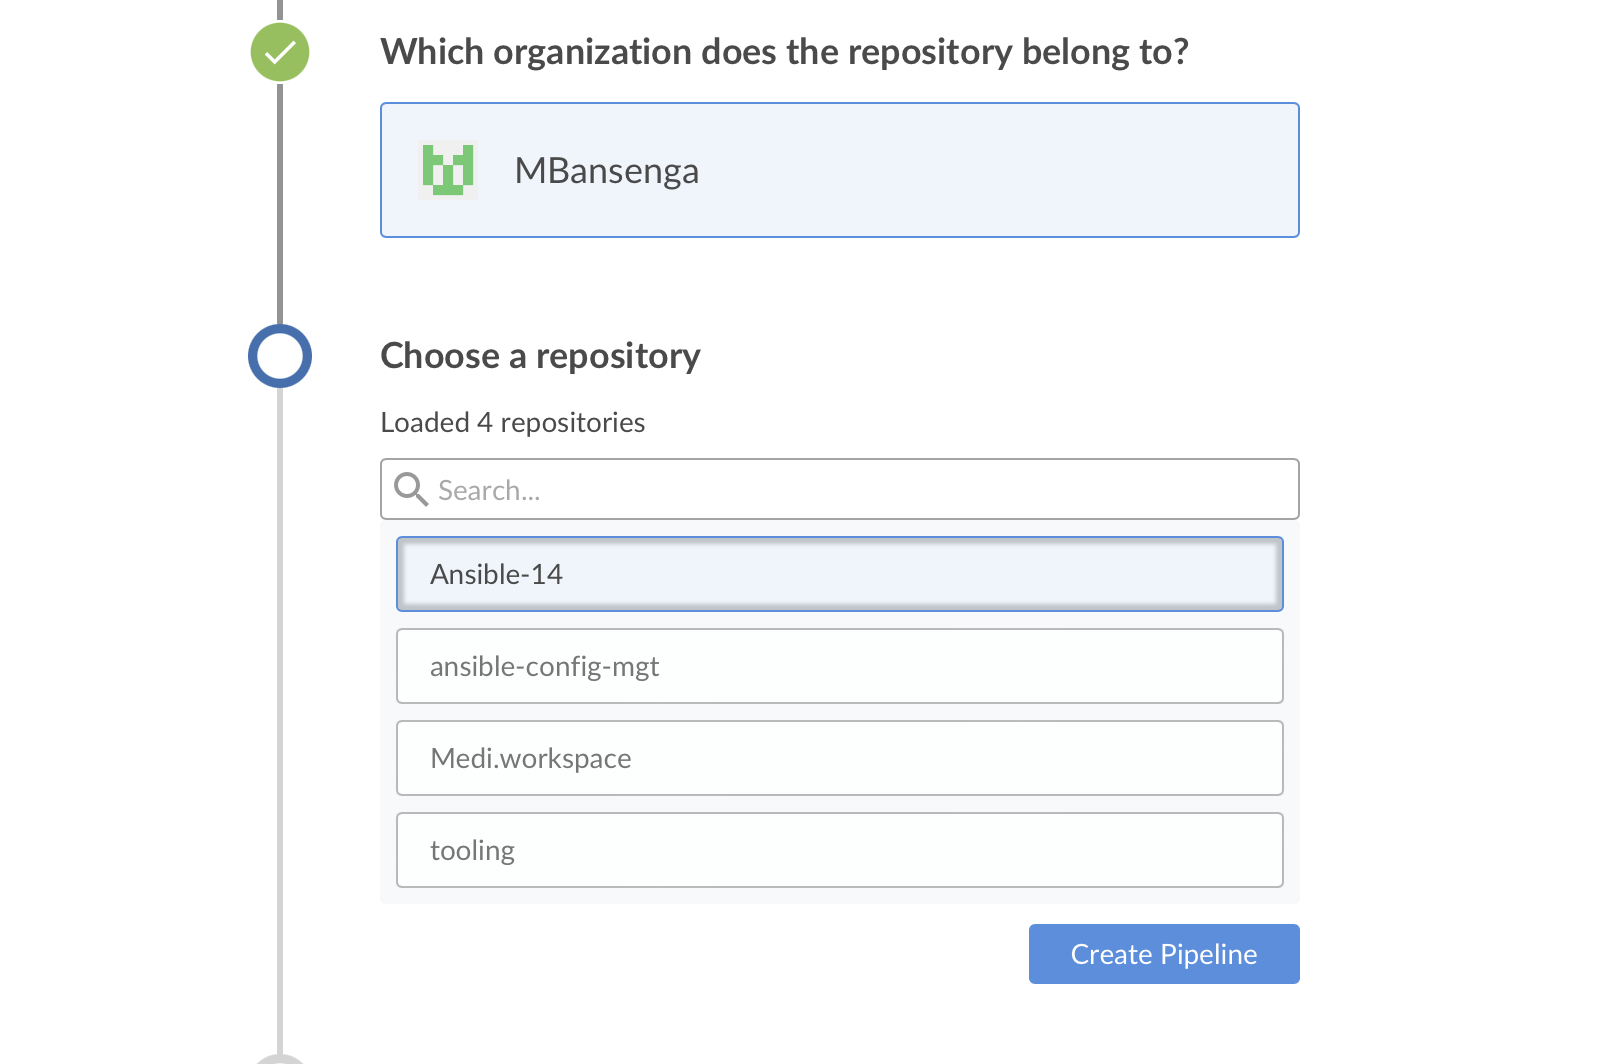 Which organization does the repository belong to?
MBansenga
Choose a repository
Loaded 4 repositories
Search...
Ansible-14
ansible-config-mgt
Medi.workspace
tooling
Create Pipeline